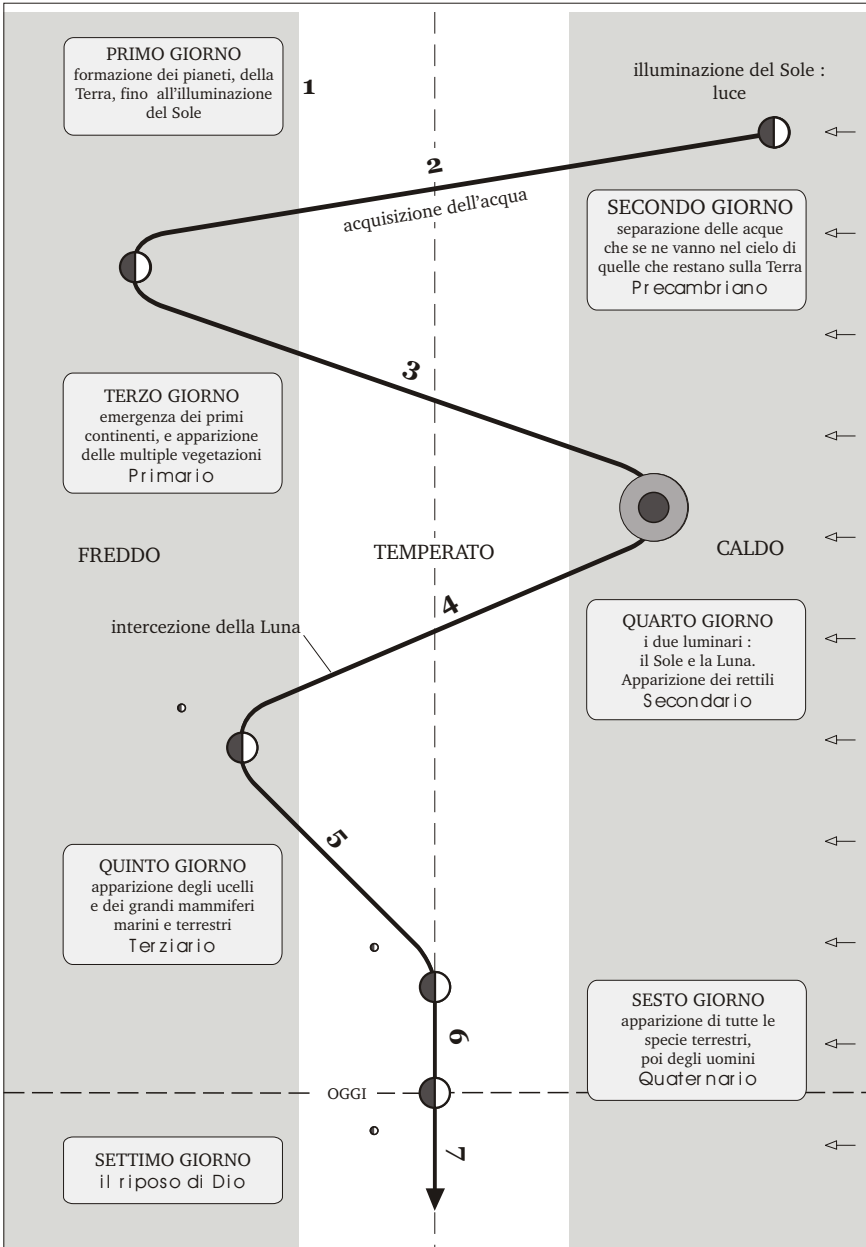 PRIMO GIORNO
formazione dei pianeti, della
Terra, fino all'illuminazione
del Sole
1
illuminazione del Sole :
luce
2
acquisizione dell'acqua
SECONDO GIORNO
separazione delle acque
che se ne vanno nel cielo di
quelle che restano sulla Terra
Precambriano
3
TERZO GIORNO
emergenza dei primi
continenti, e apparizione
delle multiple vegetazioni
Primario
FREDDO
TEMPERATO
CALDO
4
intercezione della Luna
QUARTO GIORNO
i due luminari :
il Sole e la Luna.
Apparizione dei rettili
Secondario
5
QUINTO GIORNO
apparizione degli ucelli
e dei grandi mammiferi
marini e terrestri
Terziario
SESTO GIORNO
apparizione di tutte le
specie terrestri,
poi degli uomini
Quaternario
6
OGGI
7
SETTIMO GIORNO
il riposo di Dio